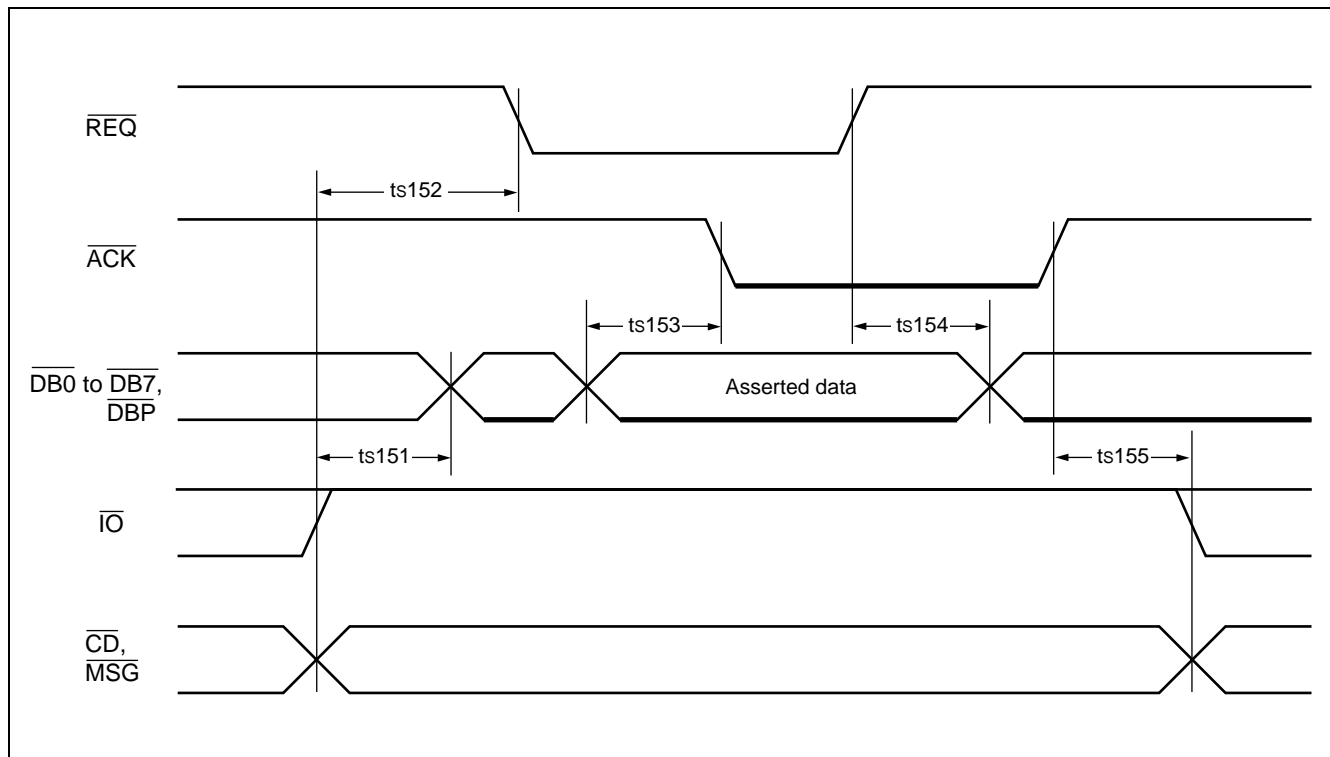 REQ
ts152
ACK
ts153
ts154
DB0 to DB7,
DBP
Asserted data
ts151
ts155
IO
CD,
MSG